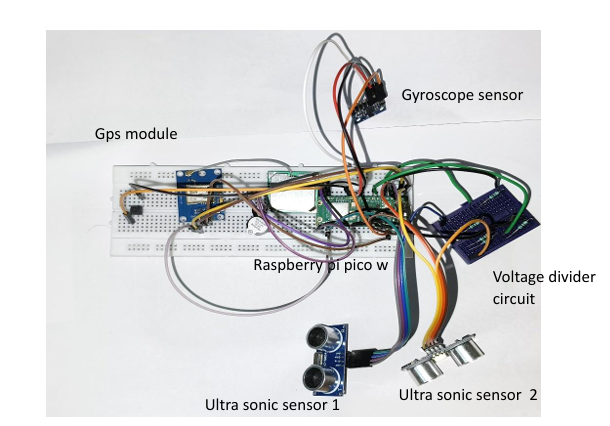 Gyroscope sensor
Gps module
Raspberry pi pico w
Voltage divider
circuit
Ultra sonic sensor 1
Ultra sonic sensor  2